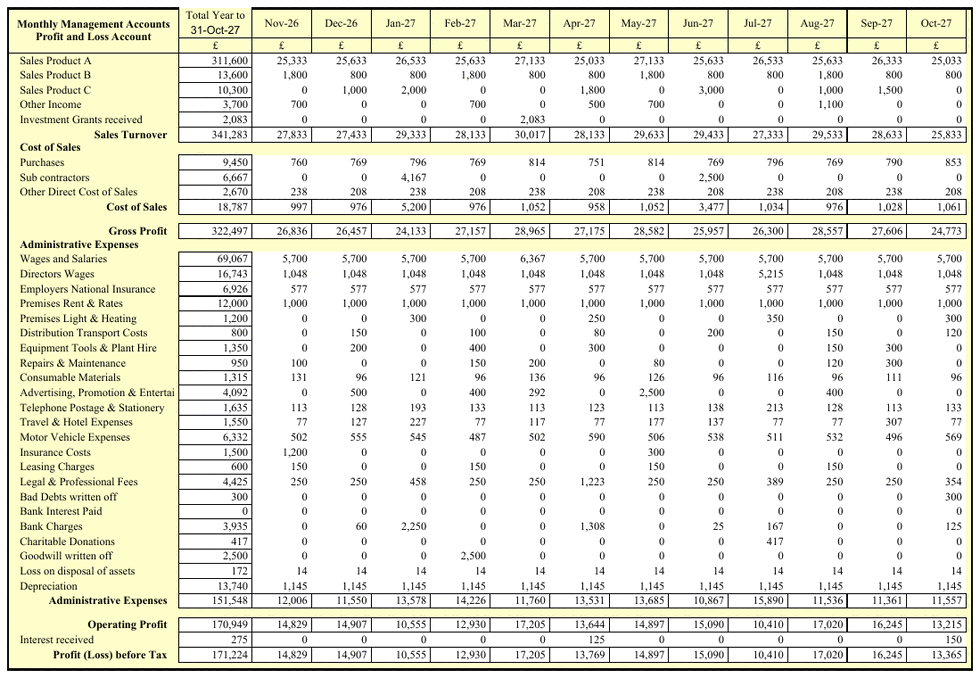 Monthly Management Accounts Total Year to Nov-26 Dec-26 Jan-27 Feb-27 Mar-27 Apr-27 May-27 Jun-27 Jul-27 Aug-27 Sep-27 Oct-27
Profit and Loss Account 31-Oct-27
£ £ £ £ £ £ £ £ £ £ £ £ £
Sales Product A 311,600 25,333 25,633 26,533 25,633 27,133 25,033 27,133 25,633 26,533 25,633 26,333 25,033
Sales Product B 13,600 1,800 800 800 1,800 800 800 1,800 800 800 1,800 800 800
Sales Product C 10,300 0 1,000 2,000 0 0 1,800 0 3,000 0 1,000 1,500 0
Other Income 3,700 700 0 0 700 0 500 700 0 0 1,100 0 0
Investment Grants received 2,083 0 0 0 0 2,083 0 0 0 0 0 0 0
Sales Turnover 341,283 27,833 27,433 29,333 28,133 30,017 28,133 29,633 29,433 27,333 29,533 28,633 25,833
Cost of Sales
Purchases 9,450 760 769 796 769 814 751 814 769 796 769 790 853
Sub contractors 6,667 0 0 4,167 0 0 0 0 2,500 0 0 0 0
Other Direct Cost of Sales 2,670 238 208 238 208 238 208 238 208 238 208 238 208
Cost of Sales 18,787 997 976 5,200 976 1,052 958 1,052 3,477 1,034 976 1,028 1,061
Gross Profit 322,497 26,836 26,457 24,133 27,157 28,965 27,175 28,582 25,957 26,300 28,557 27,606 24,773
Administrative Expenses
Wages and Salaries 69,067 5,700 5,700 5,700 5,700 6,367 5,700 5,700 5,700 5,700 5,700 5,700 5,700
Directors Wages 16,743 1,048 1,048 1,048 1,048 1,048 1,048 1,048 1,048 5,215 1,048 1,048 1,048
Employers National Insurance 6,926 577 577 577 577 577 577 577 577 577 577 577 577
Premises Rent & Rates 12,000 1,000 1,000 1,000 1,000 1,000 1,000 1,000 1,000 1,000 1,000 1,000 1,000
Premises Light & Heating 1,200 0 0 300 0 0 250 0 0 350 0 0 300
Distribution Transport Costs 800 0 150 0 100 0 80 0 200 0 150 0 120
Equipment Tools & Plant Hire 1,350 0 200 0 400 0 300 0 0 0 150 300 0
Repairs & Maintenance 950 100 0 0 150 200 0 80 0 0 120 300 0
Consumable Materials 1,315 131 96 121 96 136 96 126 96 116 96 111 96
Advertising, Promotion & Entertai 4,092 0 500 0 400 292 0 2,500 0 0 400 0 0
Telephone Postage & Stationery 1,635 113 128 193 133 113 123 113 138 213 128 113 133
Travel & Hotel Expenses 1,550 77 127 227 77 117 77 177 137 77 77 307 77
Motor Vehicle Expenses 6,332 502 555 545 487 502 590 506 538 511 532 496 569
Insurance Costs 1,500 1,200 0 0 0 0 0 300 0 0 0 0 0
Leasing Charges 600 150 0 0 150 0 0 150 0 0 150 0 0
Legal & Professional Fees 4,425 250 250 458 250 250 1,223 250 250 389 250 250 354
Bad Debts written off 300 0 0 0 0 0 0 0 0 0 0 0 300
Bank Interest Paid 0 0 0 0 0 0 0 0 0 0 0 0 0
Bank Charges 3,935 0 60 2,250 0 0 1,308 0 25 167 0 0 125
Charitable Donations 417 0 0 0 0 0 0 0 0 417 0 0 0
Goodwill written off 2,500 0 0 0 2,500 0 0 0 0 0 0 0 0
Loss on disposal of assets 172 14 14 14 14 14 14 14 14 14 14 14 14
Depreciation 13,740 1,145 1,145 1,145 1,145 1,145 1,145 1,145 1,145 1,145 1,145 1,145 1,145
Administrative Expenses 151,548 12,006 11,550 13,578 14,226 11,760 13,531 13,685 10,867 15,890 11,536 11,361 11,557
Operating Profit 170,949 14,829 14,907 10,555 12,930 17,205 13,644 14,897 15,090 10,410 17,020 16,245 13,215
Interest received 275 0 0 0 0 0 125 0 0 0 0 0 150
Profit (Loss) before Tax 171,224 14,829 14,907 10,555 12,930 17,205 13,769 14,897 15,090 10,410 17,020 16,245 13,365